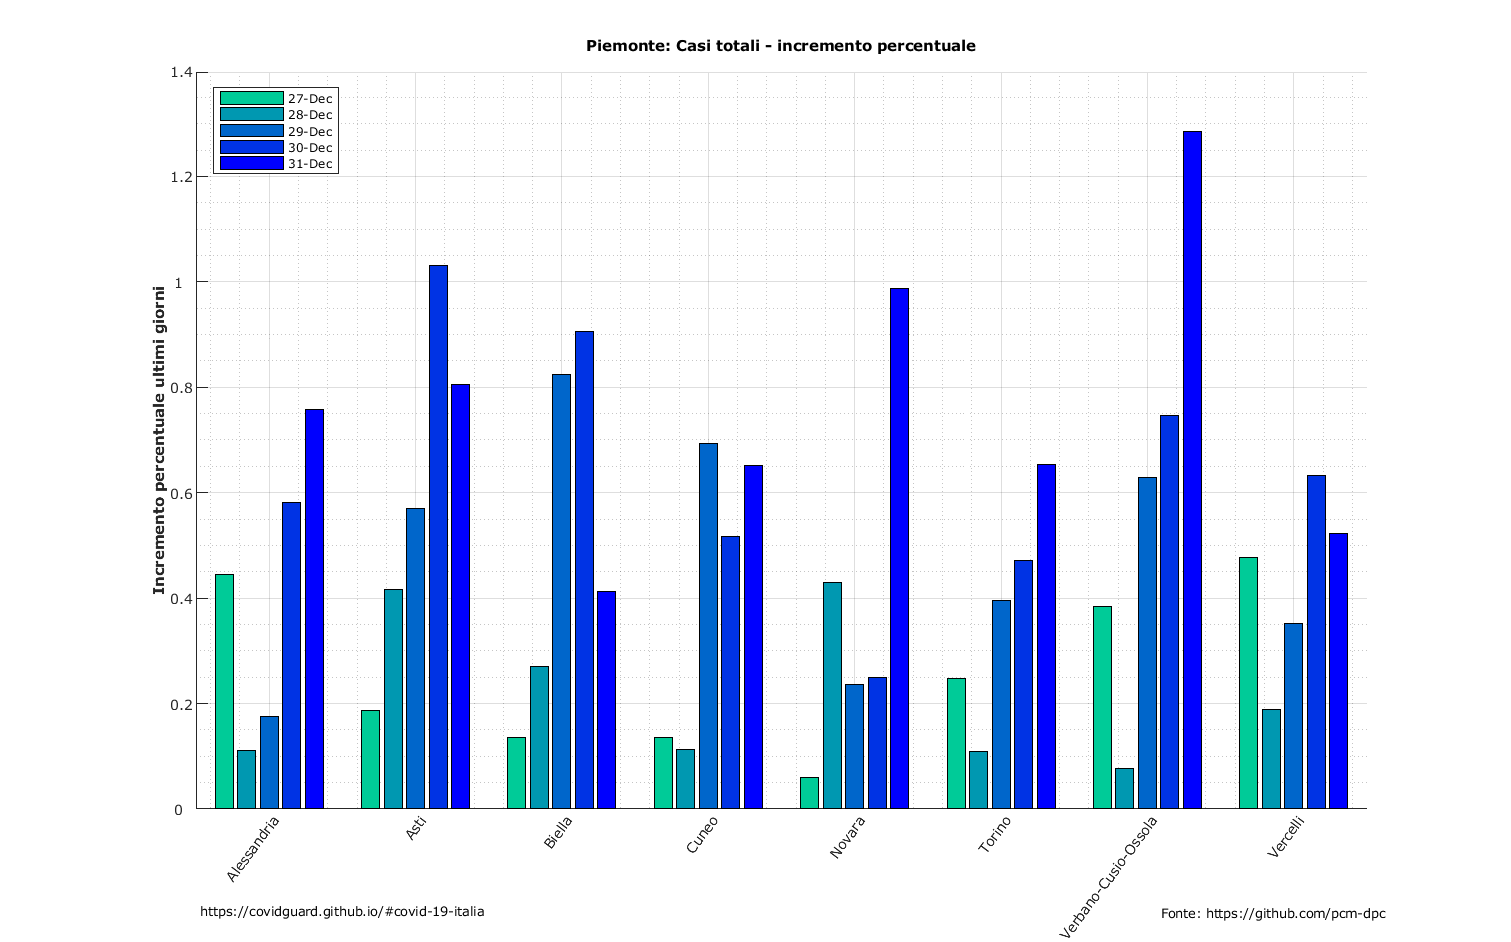 Piemonte: Casi totali - incremento percentuale
1.4
1.2
1
0.8
0.6
0.4
0.2
0
Incremento percentuale ultimi giorni
27-Dec
28-Dec
29-Dec
30-Dec
31-Dec
Alessandria
Asti
Biella
Cuneo
Novara
Torino
Verbano-Cusio-Ossola
Vercelli
https://covidguard.github.io/#covid-19-italia
Fonte: https://github.com/pcm-dpc